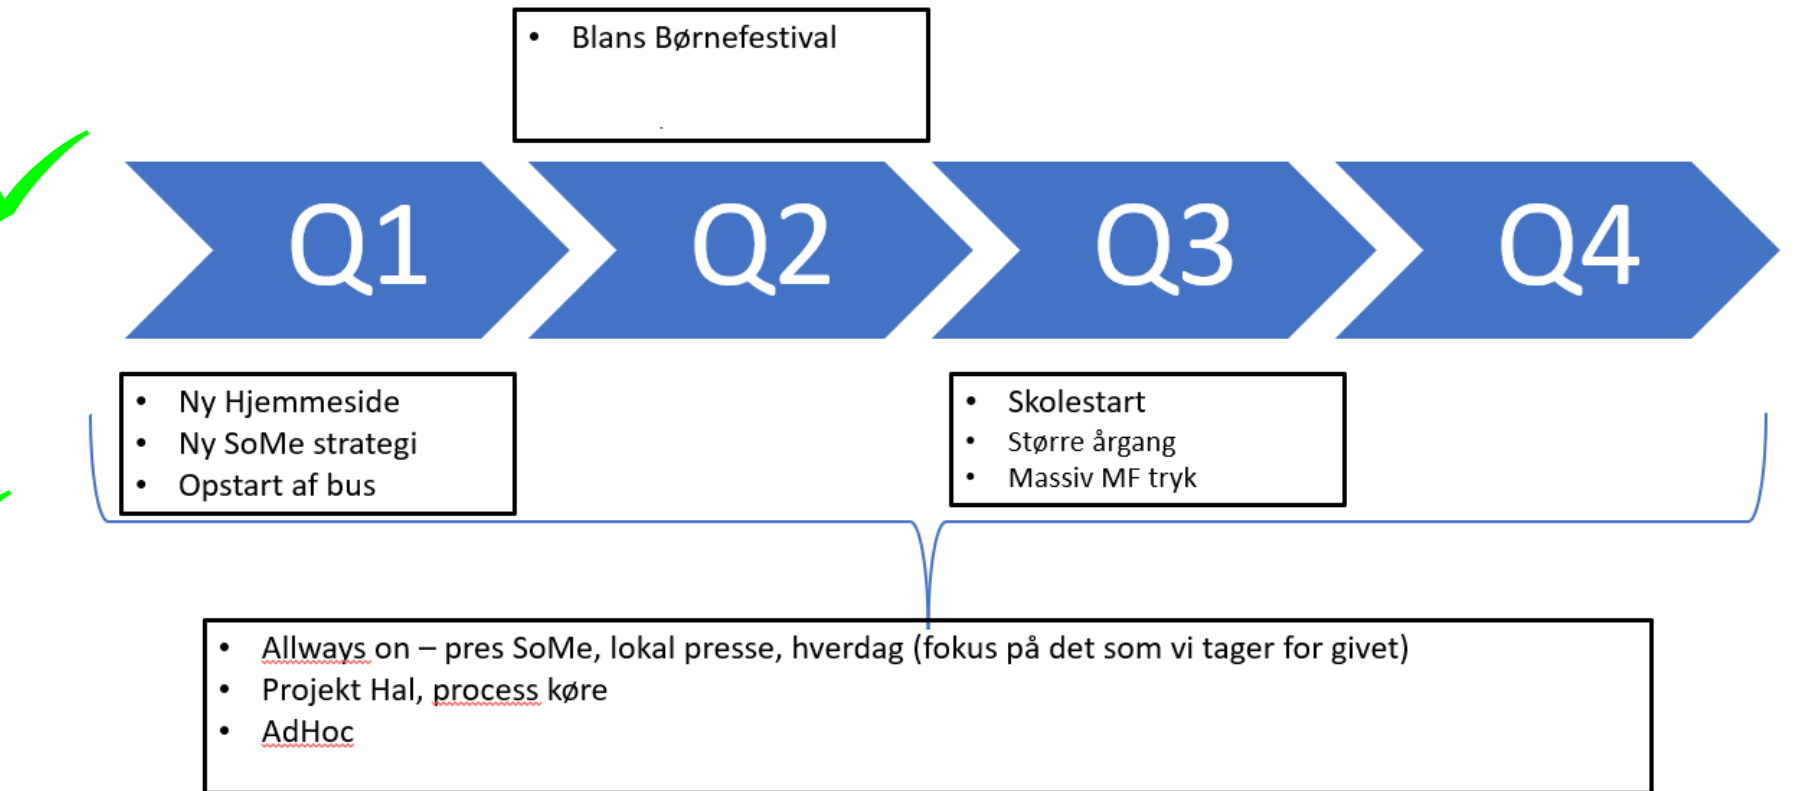 • Blans Børnefestival
Q1
Q2
Q3
Q4
• Ny Hjemmeside
• Ny SoMe strategi
• Opstart af bus
• Skolestart
• Større årgang
• Massiv MF tryk
• Allways on – pres SoMe, lokal presse, hverdag (fokus på det som vi tager for givet)
• Projekt Hal, process køre
• AdHoc